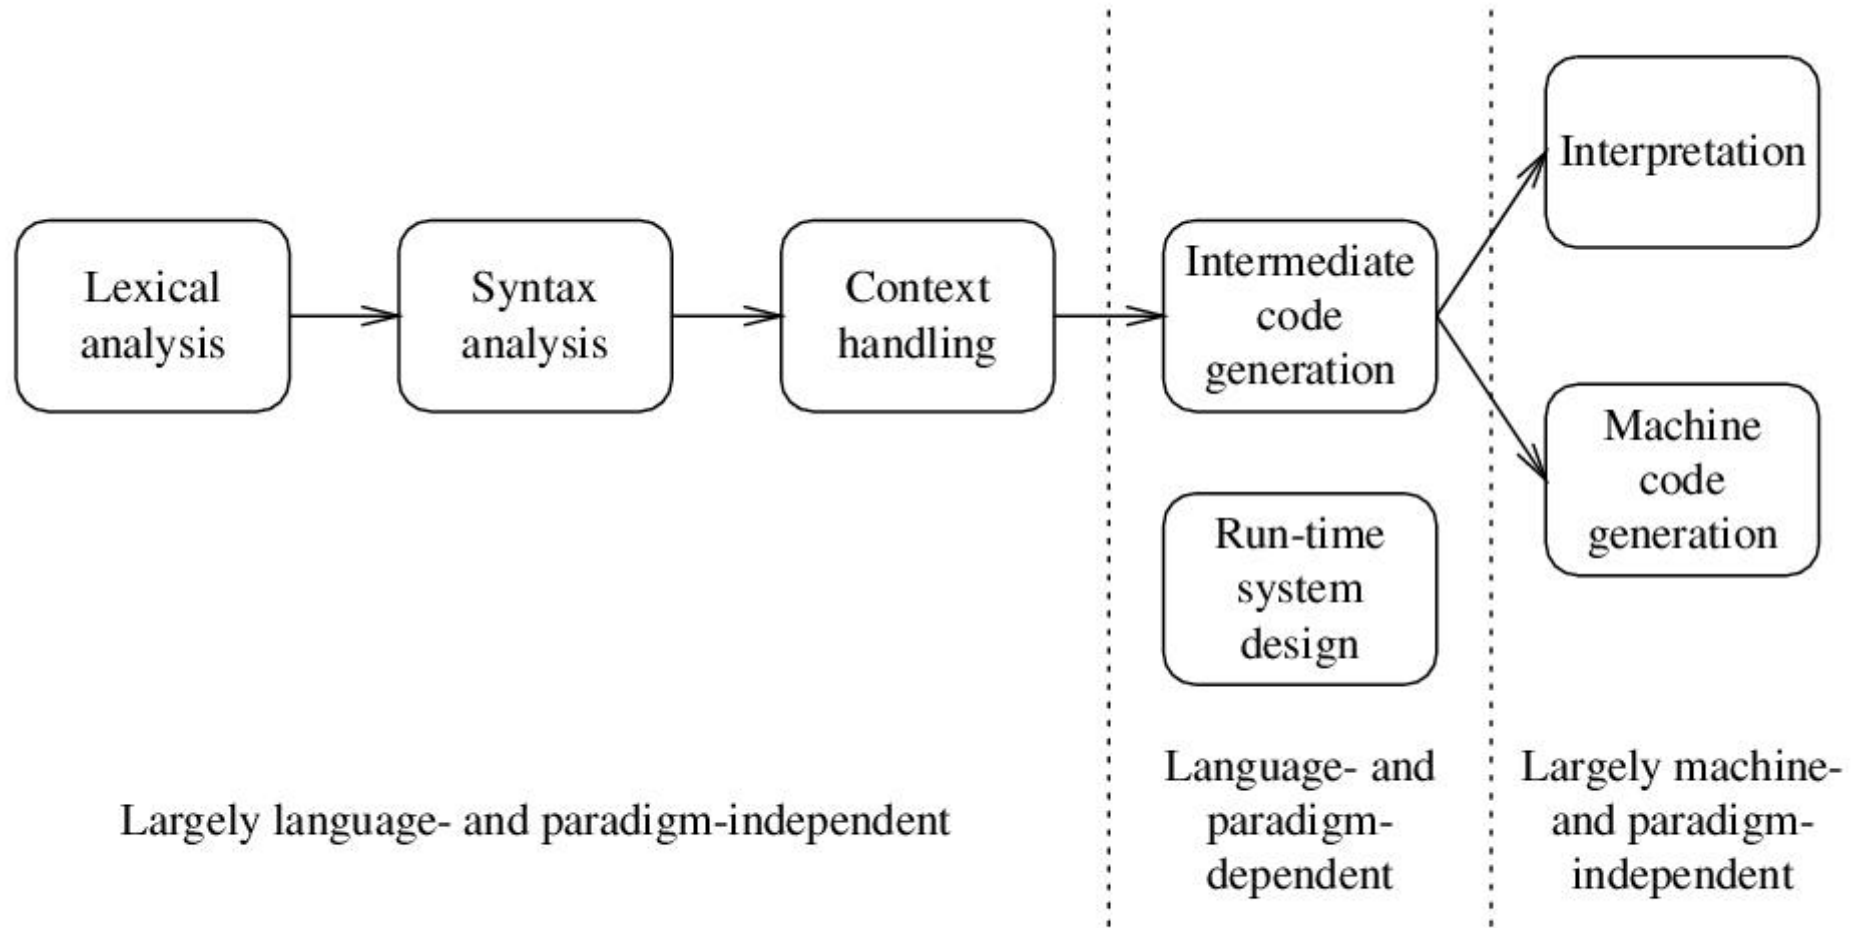 Lexical
analysis
Syntax
analysis
Context
handling
Intermediate
code
generation
Run-time
system
design
Interpretation
Machine
code
generation
Largely language- and paradigm-independent
Language- and
paradigm-
dependent
Largely machine-
and paradigm-
independent